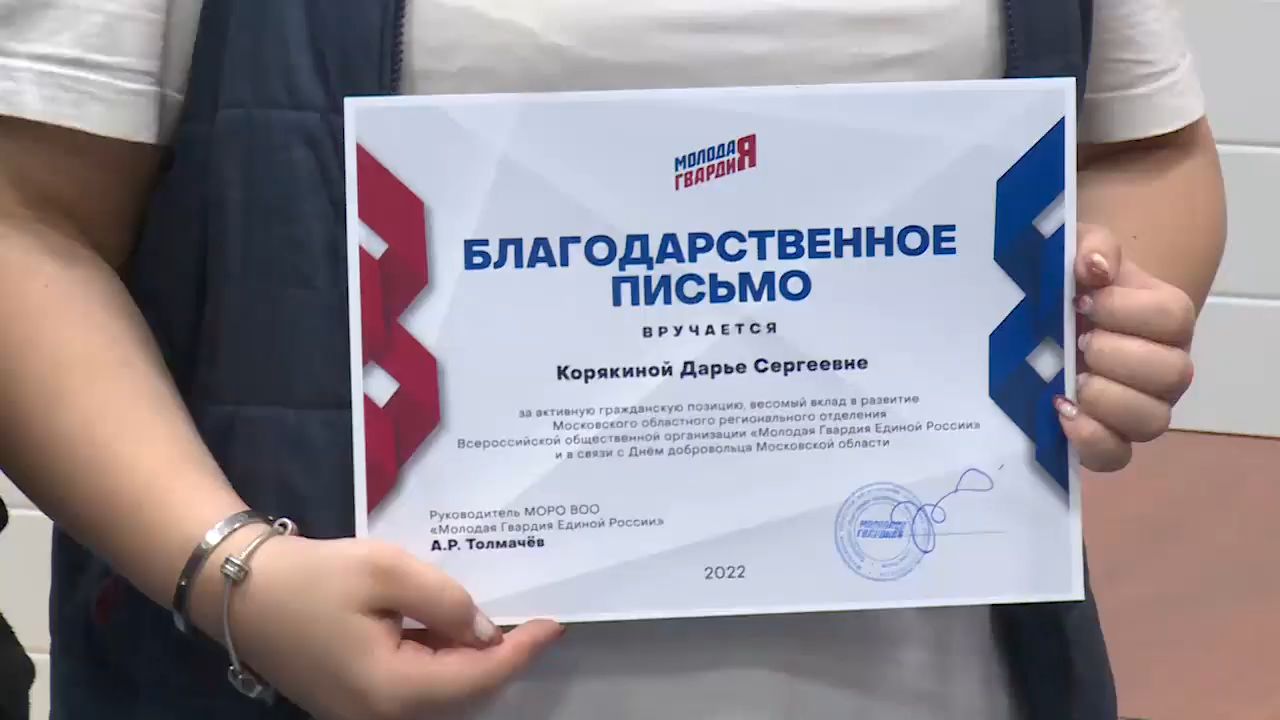 МОЛОДАЯ
ГВАРДИЯ
БЛАГОДАРСТВЕННОЕ
ПИСЬМО
ВРУЧАЕТСЯ
Корякиной Дарье Сергеевне
за активную гражданскую позицию, весомый вклад в развитие
Московского областного регионального отделения
Всероссийской общественной организации «Молодая Гвардия Единой России»
и в связи с Днём добровольца Московской области
Руководитель МОРО ВОО
«Молодая Гвардия Единой России»
А.Р. Толмачёв
2022